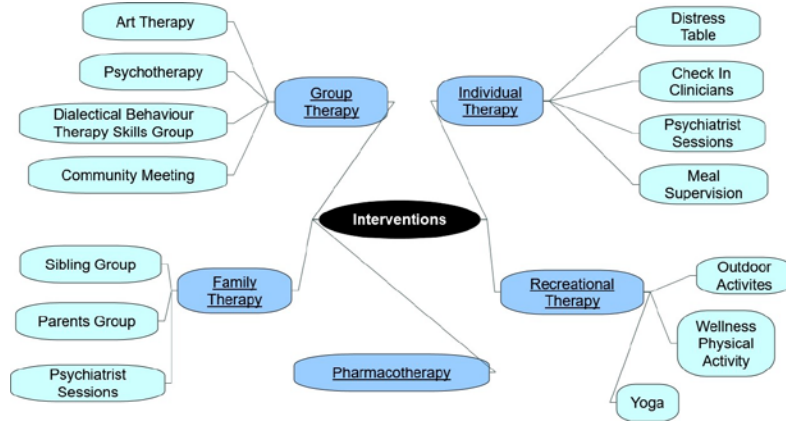 Art Therapy
Psychotherapy
Dialectical Behaviour
Therapy Skills Group
Community Meeting
Group
Therapy
Individual
Therapy
Distress
Table
Check In
Clinicians
Psychiatrist
Sessions
Meal
Supervision
Interventions
Sibling Group
Parents Group
Psychiatrist
Sessions
Family
Therapy
Pharmacotherapy
Recreational
Therapy
Outdoor
Activites
Wellness
Physical
Activity
Yoga